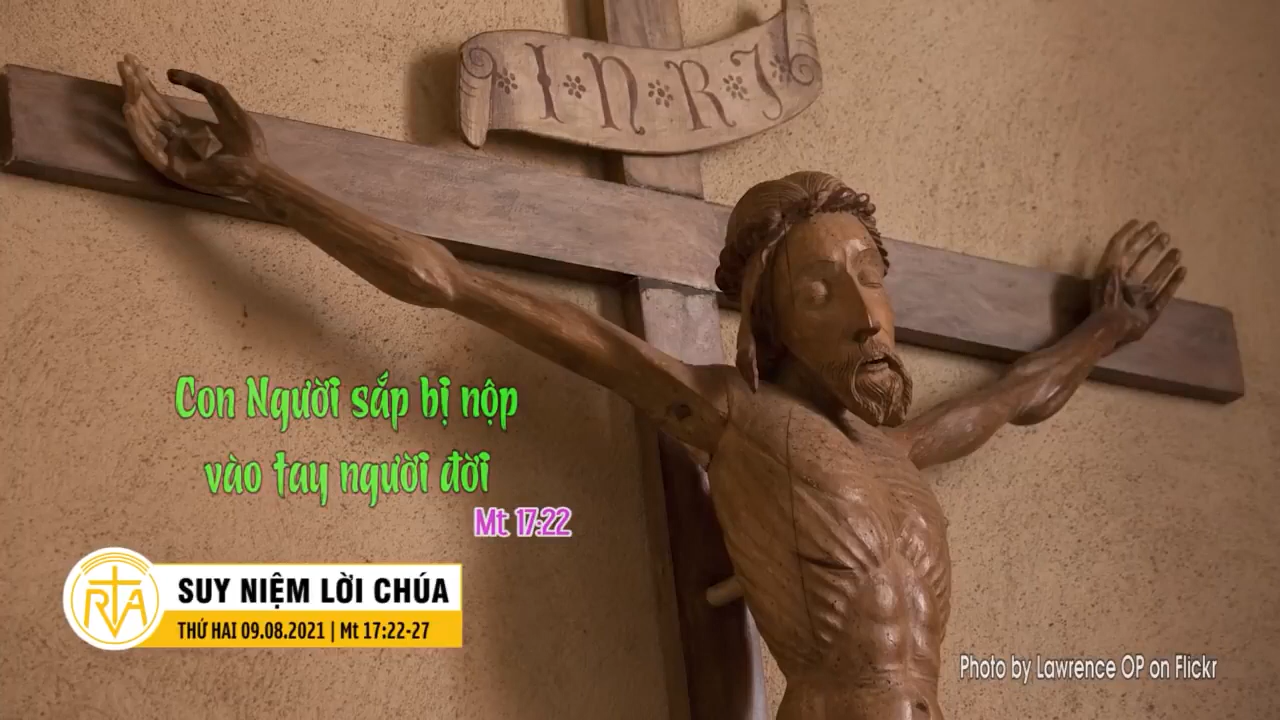 I·N·R·I
Con Người sắp bị nộp
vào tay người đời
Mt 17:22
RVA
SUY NIỆM LỜI CHÚA
THỨ HAI 09.08.2021 | Mt 17:22-27
Photo by Lawrence OP on Flickr